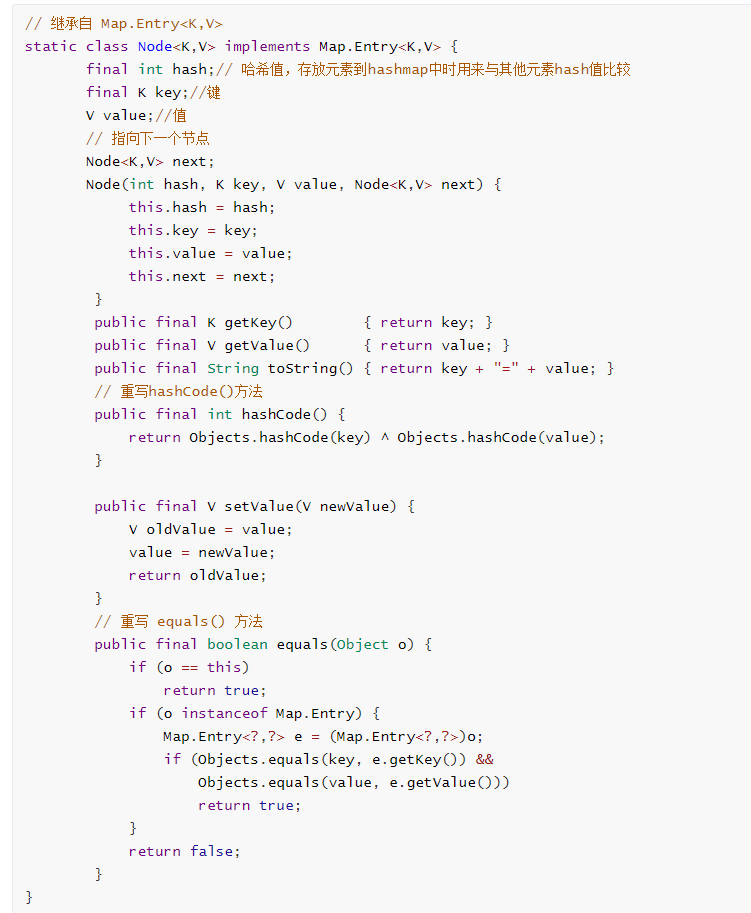 // 继承自 Map.Entry<K,V>
static class Node<K,V> implements Map.Entry<K,V> {
       final int hash;// 哈希值，存放元素到hashmap中时用来与其他元素hash值比较
       final K key;//键
       V value;//值
       // 指向下一个节点
       Node<K,V> next;
       Node(int hash, K key, V value, Node<K,V> next) {
            this.hash = hash;
            this.key = key;
            this.value = value;
            this.next = next;
        }
        public final K getKey()        { return key; }
        public final V getValue()      { return value; }
        public final String toString() { return key + "=" + value; }
        // 重写hashCode()方法
        public final int hashCode() {
            return Objects.hashCode(key) ^ Objects.hashCode(value);
        }

        public final V setValue(V newValue) {
            V oldValue = value;
            value = newValue;
            return oldValue;
        }
        // 重写 equals() 方法
        public final boolean equals(Object o) {
            if (o == this)
                return true;
            if (o instanceof Map.Entry) {
                Map.Entry<?,?> e = (Map.Entry<?,?>)o;
                if (Objects.equals(key, e.getKey()) &&
                    Objects.equals(value, e.getValue()))
                    return true;
            }
            return false;
        }
}